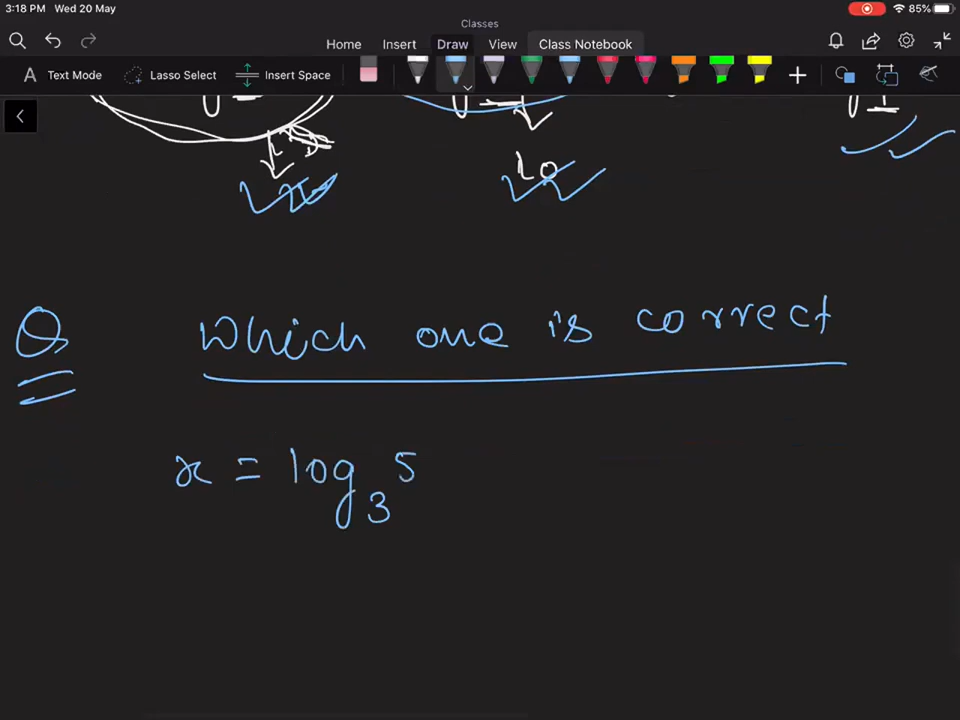 3:18 PM Wed 20 May
85%
Classes
Home Insert Draw View Class Notebook
A Text Mode Lasso Select Insert Space
L D
LO
Q Which one is correct
x = log₃ 5